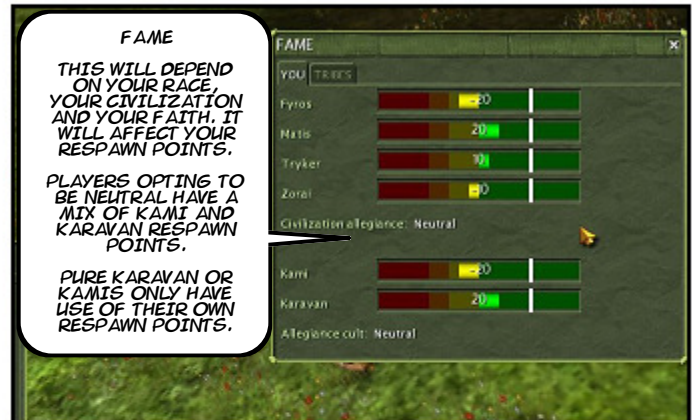 FAME
THIS WILL DEPEND
ON YOUR RACE,
YOUR CIVILIZATION
AND YOUR FAITH. IT
WILL AFFECT YOUR
RESPAWN POINTS.
PLAYERS OPTING TO
BE NEUTRAL HAVE A
MIX OF KAMI AND
KARAVAN RESPAWN
POINTS.
PURE KARAVAN OR
KAMIS ONLY HAVE
USE OF THEIR OWN
RESPAWN POINTS.
FAME
YOU TRIBES
Fyros -20
Matis 20
Tryker 10
Zorai -10
Civilization allegiance: Neutral
Kami -20
Karavan 20
Allegiance cult: Neutral